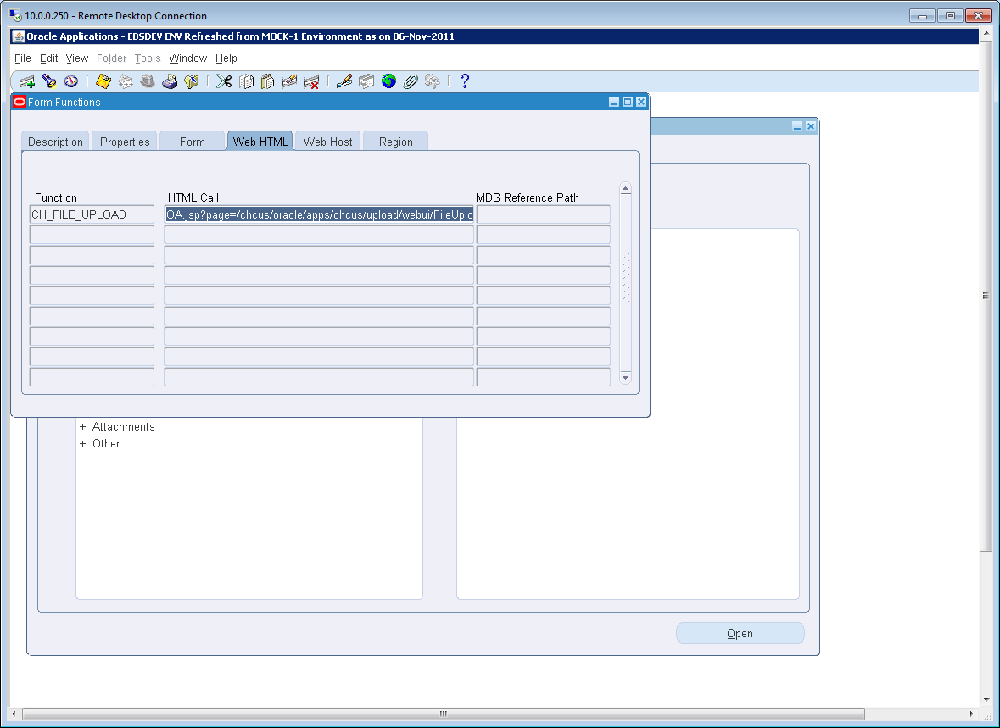 10.0.0.250 - Remote Desktop Connection
Oracle Applications - EBSDEV ENV Refreshed from MOCK-1 Environment as on 06-Nov-2011
File Edit View Folder Tools Window Help
Form Functions
Description Properties Form Web HTML Web Host Region
Function HTML Call MDS Reference Path
CH_FILE_UPLOAD OA.jsp?page=/chcus/oracle/apps/chcus/upload/webui/FileUplo
+ Attachments
+ Other
Open